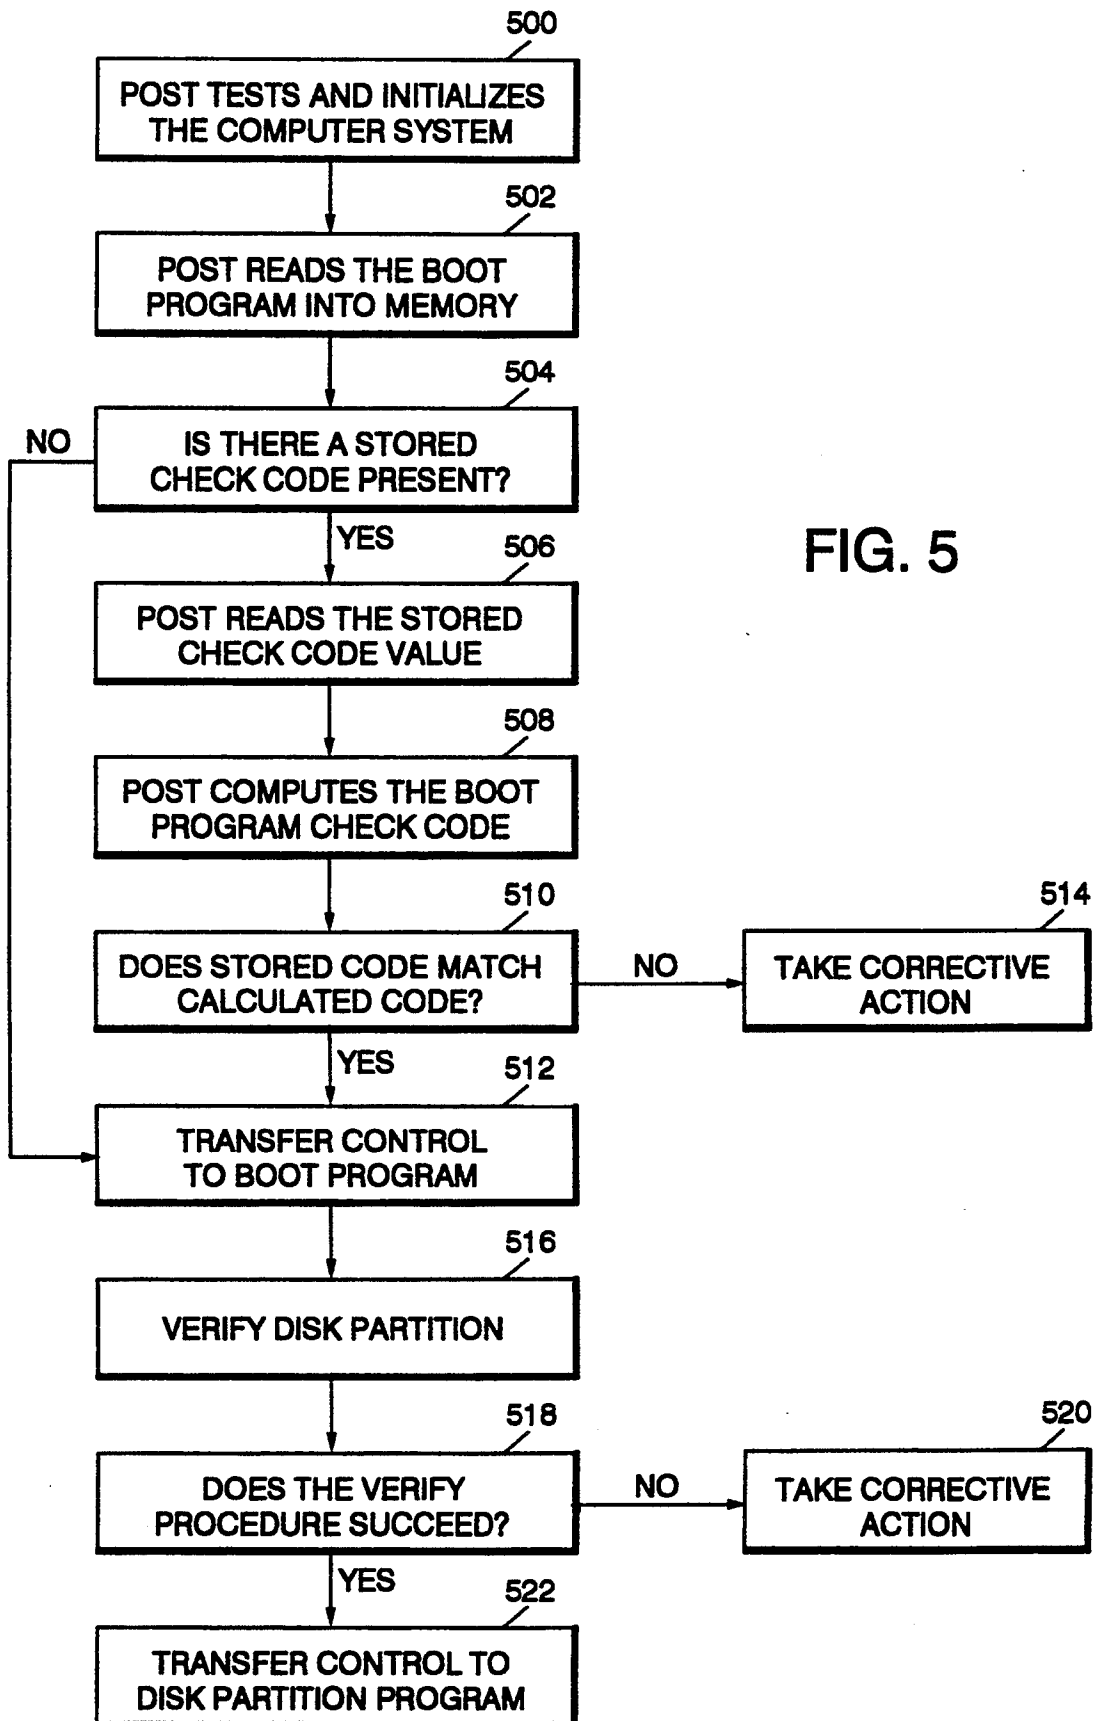 500
POST TESTS AND INITIALIZES
THE COMPUTER SYSTEM
502
POST READS THE BOOT
PROGRAM INTO MEMORY
504
NO
IS THERE A STORED
CHECK CODE PRESENT?
YES
FIG. 5
506
POST READS THE STORED
CHECK CODE VALUE
508
POST COMPUTES THE BOOT
PROGRAM CHECK CODE
510
DOES STORED CODE MATCH
CALCULATED CODE?
NO
514
TAKE CORRECTIVE
ACTION
YES
512
TRANSFER CONTROL
TO BOOT PROGRAM
516
VERIFY DISK PARTITION
518
DOES THE VERIFY
PROCEDURE SUCCEED?
NO
520
TAKE CORRECTIVE
ACTION
YES
522
TRANSFER CONTROL TO
DISK PARTITION PROGRAM